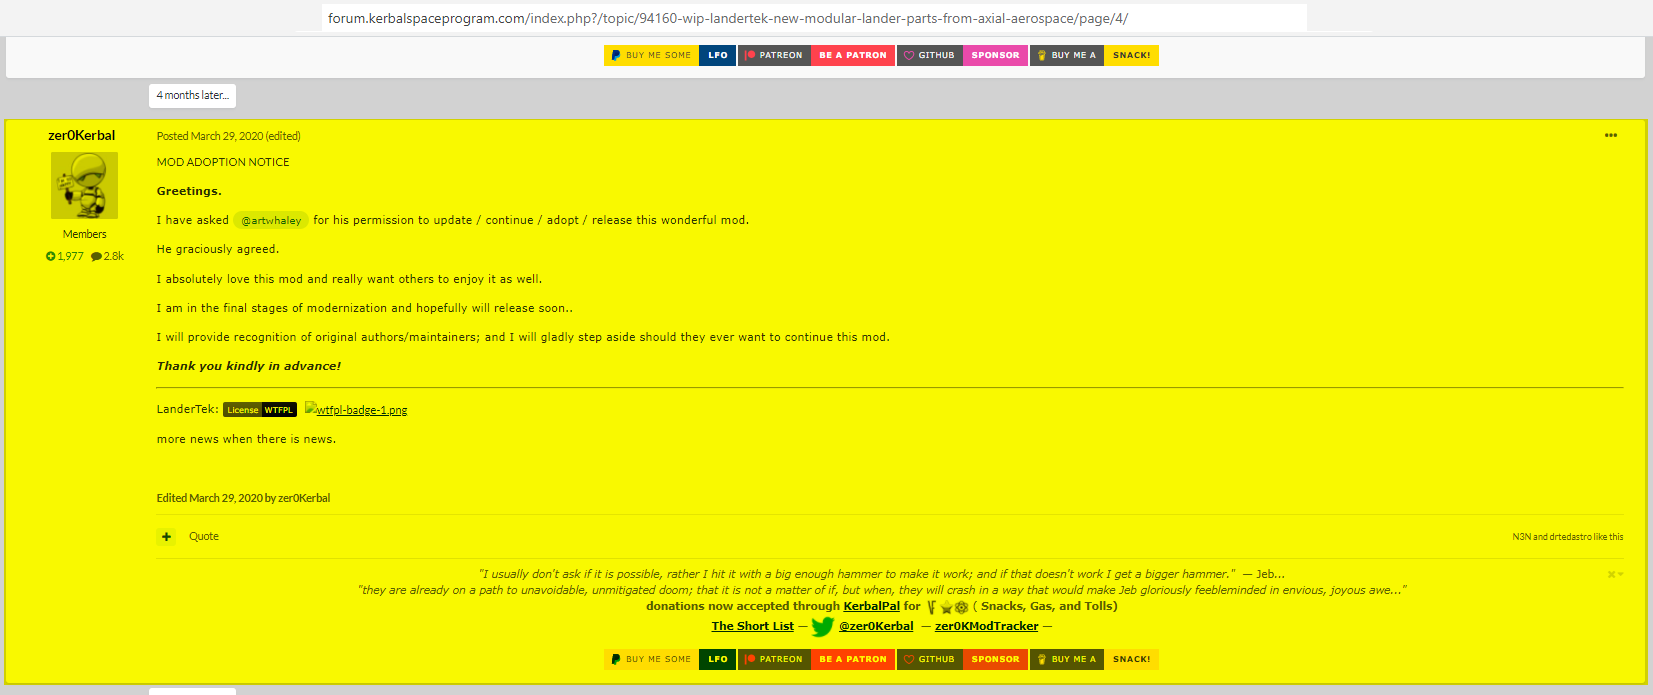 forum.kerbalspaceprogram.com/index.php?/topic/94160-wip-landertek-new-modular-lander-parts-from-axial-aerospace/page/4/
BUY ME SOME LFO PATREON BE A PATRON GITHUB SPONSOR BUY ME A SNACK!
4 months later...
zer0Kerbal
Members
1,977 2.8k
Posted March 29, 2020 (edited)
MOD ADOPTION NOTICE
Greetings.
I have asked @artwhaley for his permission to update / continue / adopt / release this wonderful mod.
He graciously agreed.
I absolutely love this mod and really want others to enjoy it as well.
I am in the final stages of modernization and hopefully will release soon..
I will provide recognition of original authors/maintainers; and I will gladly step aside should they ever want to continue this mod.
Thank you kindly in advance!
LanderTek: License WTFPL wtfpl-badge-1.png
more news when there is news.
Edited March 29, 2020 by zer0Kerbal
+ Quote
N3N and drtedastro like this
"I usually don't ask if it is possible, rather I hit it with a big enough hammer to make it work; and if that doesn't work I get a bigger hammer." — Jeb...
"they are already on a path to unavoidable, unmitigated doom; that it is not a matter of if, but when, they will crash in a way that would make Jeb gloriously feebleminded in envious, joyous awe..."
donations now accepted through KerbalPal for ( Snacks, Gas, and Tolls)
The Short List — @zer0Kerbal — zer0KModTracker —
BUY ME SOME LFO PATREON BE A PATRON GITHUB SPONSOR BUY ME A SNACK!